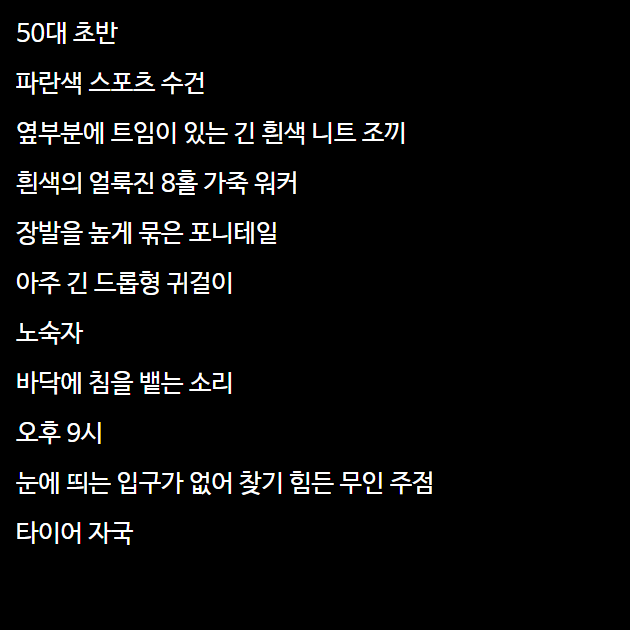 50대 초반
파란색 스포츠 수건
옆부분에 트임이 있는 긴 흰색 니트 조끼
흰색의 얼룩진 8홀 가죽 워커
장발을 높게 묶은 포니테일
아주 긴 드롭형 귀걸이
노숙자
바닥에 침을 뱉는 소리
오후 9시
눈에 띄는 입구가 없어 찾기 힘든 무인 주점
타이어 자국